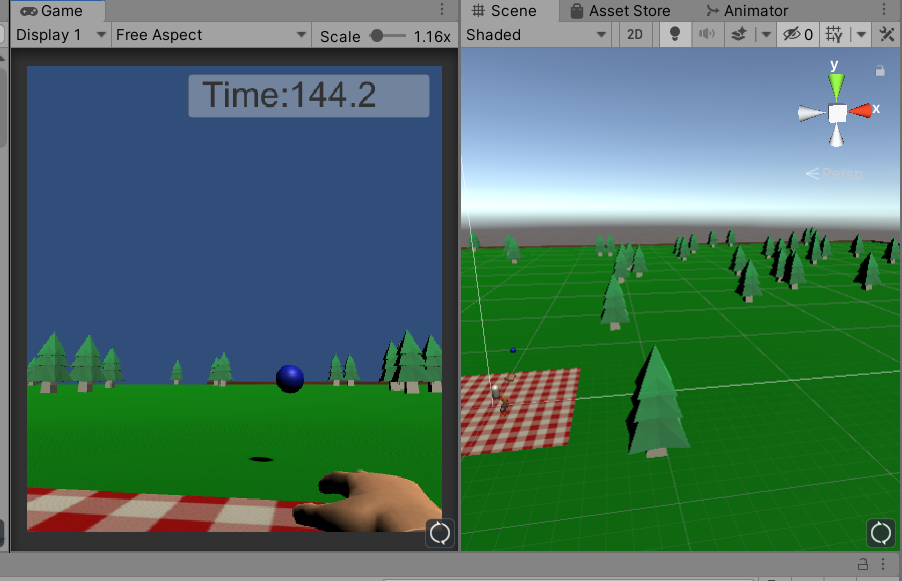 Game
Display 1 Free Aspect Scale 1.16x
Time:144.2
Scene Asset Store Animator
Shaded 2D 0
y
x
Persp